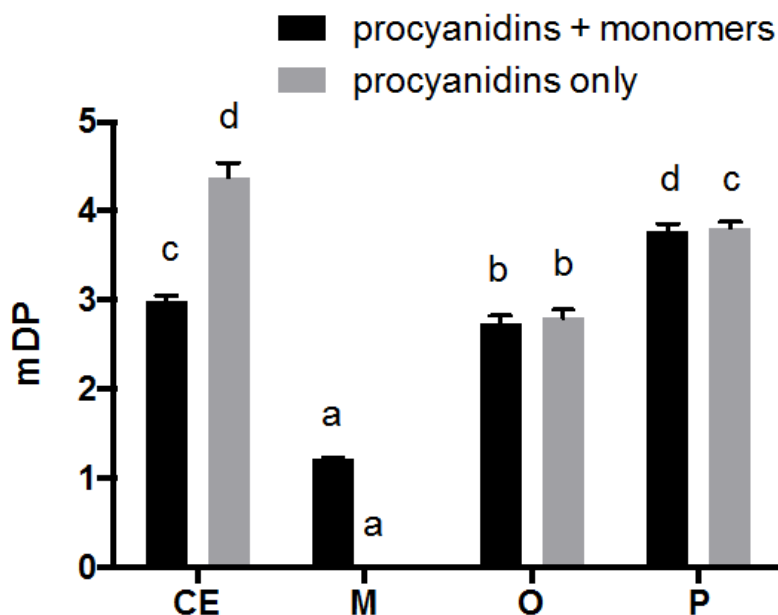 procyanidins + monomers
procyanidins only
mDP
5
4
3
2
1
0
c
d
a
a
b
b
d
c
CE M O P